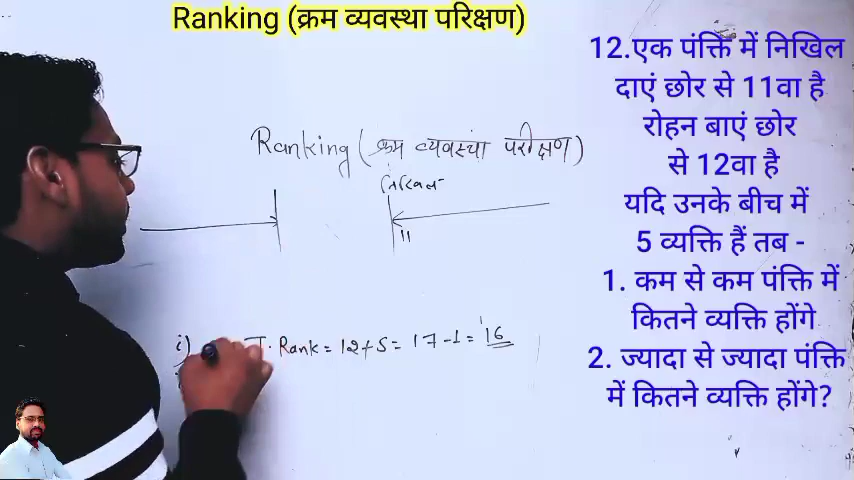 Ranking (क्रम व्यवस्था परिक्षण)
12.एक पंक्ति में निखिल
दाएं छोर से 11वा है
रोहन बाएं छोर
से 12वा है
यदि उनके बीच में
5 व्यक्ति हैं तब -
1. कम से कम पंक्ति में
कितने व्यक्ति होंगे
2. ज्यादा से ज्यादा पंक्ति
में कितने व्यक्ति होंगे?
Ranking (क्रम व्यवस्था परीक्षण)
निखिल
11
i) T. Rank = 12+5 = 17-1 = 16